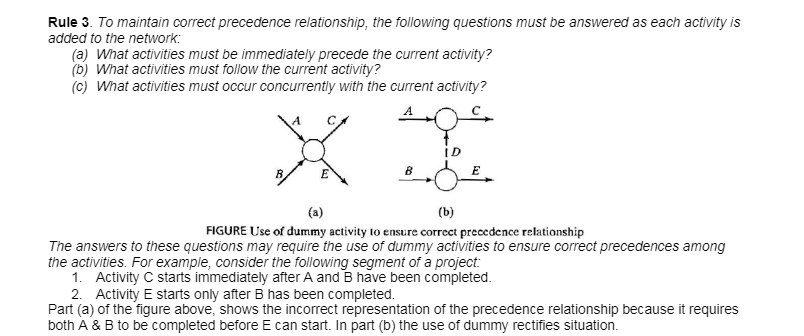 Rule 3. To maintain correct precedence relationship, the following questions must be answered as each activity is
added to the network:
(a) What activities must be immediately precede the current activity?
(b) What activities must follow the current activity?
(c) What activities must occur concurrently with the current activity?
A C A C
D
B E B E
(a) (b)
FIGURE Use of dummy activity to ensure correct precedence relationship
The answers to these questions may require the use of dummy activities to ensure correct precedences among
the activities. For example, consider the following segment of a project:
1. Activity C starts immediately after A and B have been completed.
2. Activity E starts only after B has been completed.
Part (a) of the figure above, shows the incorrect representation of the precedence relationship because it requires
both A & B to be completed before E can start. In part (b) the use of dummy rectifies situation.